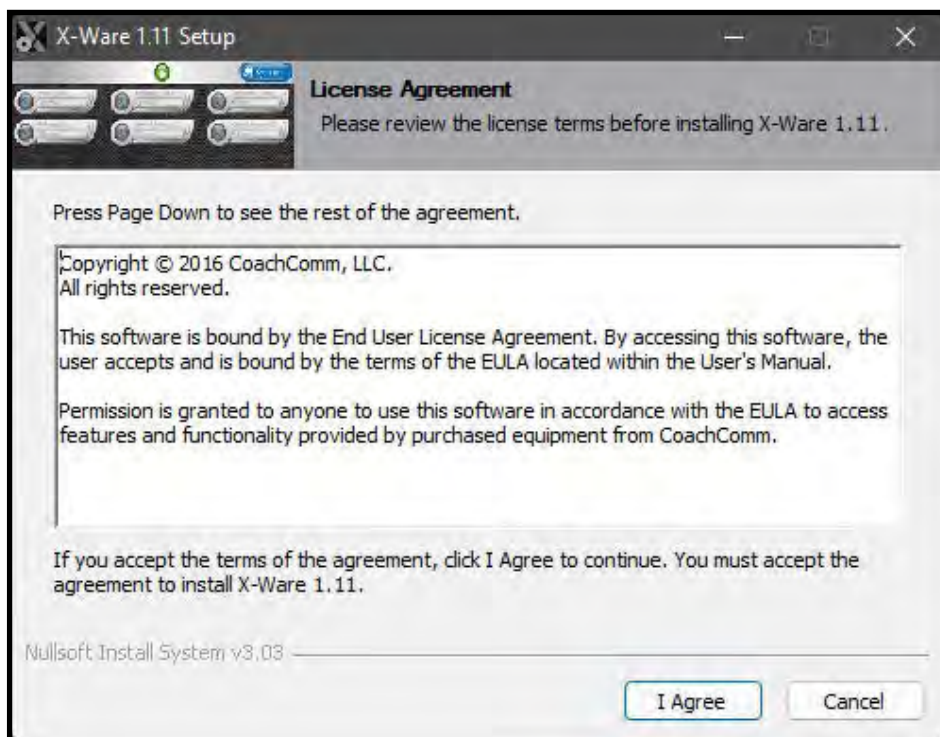 X-Ware 1.11 Setup
License Agreement
Please review the license terms before installing X-Ware 1.11.
Press Page Down to see the rest of the agreement.
Copyright © 2016 CoachComm, LLC.
All rights reserved.
This software is bound by the End User License Agreement. By accessing this software, the
user accepts and is bound by the terms of the EULA located within the User's Manual.
Permission is granted to anyone to use this software in accordance with the EULA to access
features and functionality provided by purchased equipment from CoachComm.
If you accept the terms of the agreement, click I Agree to continue. You must accept the
agreement to install X-Ware 1.11.
Nullsoft Install System v3.03
I Agree
Cancel